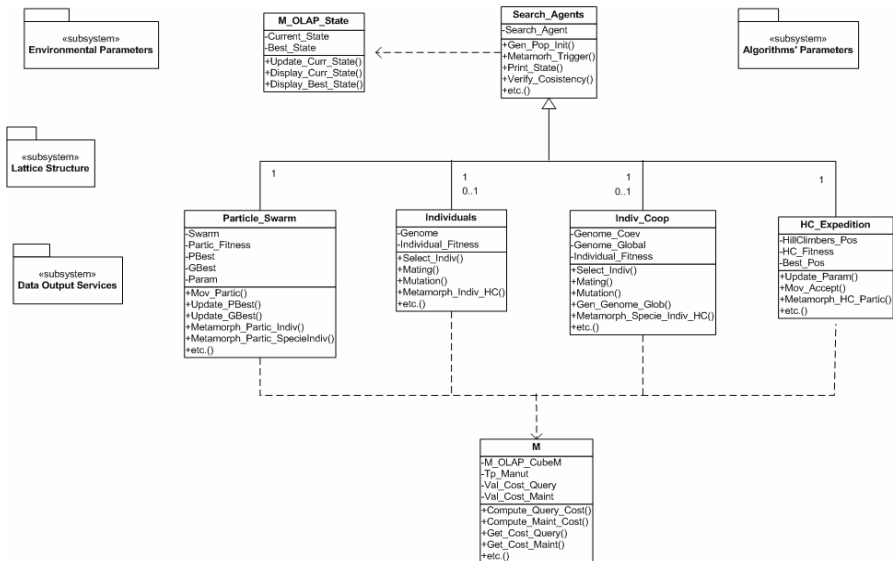 «subsystem»
Environmental Parameters
M_OLAP_State
-Current_State
-Best_State
+Update_Curr_State()
+Display_Curr_State()
+Display_Best_State()
Search_Agents
-Search_Agent
+Gen_Pop_Init()
+Metamorh_Trigger()
+Print_State()
+Verify_Cosistency()
+etc.()
«subsystem»
Algorithms' Parameters
«subsystem»
Lattice Structure
«subsystem»
Data Output Services
1
1
0..1
1
0..1
1
Particle_Swarm
-Swarm
-Partic_Fitness
-PBest
-GBest
-Param
+Mov_Partic()
+Update_PBest()
+Update_GBest()
+Metamorph_Partic_Indiv()
+Metamorph_Partic_SpecieIndiv()
+etc.()
Individuals
-Genome
-Individual_Fitness
+Select_Indiv()
+Mating()
+Mutation()
+Metamorph_Indiv_HC()
+etc.()
Indiv_Coop
-Genome_Coev
-Genome_Global
-Individual_Fitness
+Select_Indiv()
+Mating()
+Mutation()
+Gen_Genome_Glob()
+Metamorph_Specie_Indiv_HC()
+etc.()
HC_Expedition
-HillClimbers_Pos
-HC_Fitness
-Best_Pos
+Update_Param()
+Mov_Accept()
+Metamorph_HC_Partic()
+etc.()
M
-M_OLAP_CubeM
-Tp_Manut
-Val_Cost_Query
-Val_Cost_Maint
+Compute_Query_Cost()
+Compute_Maint_Cost()
+Get_Cost_Query()
+Get_Cost_Maint()
+etc.()